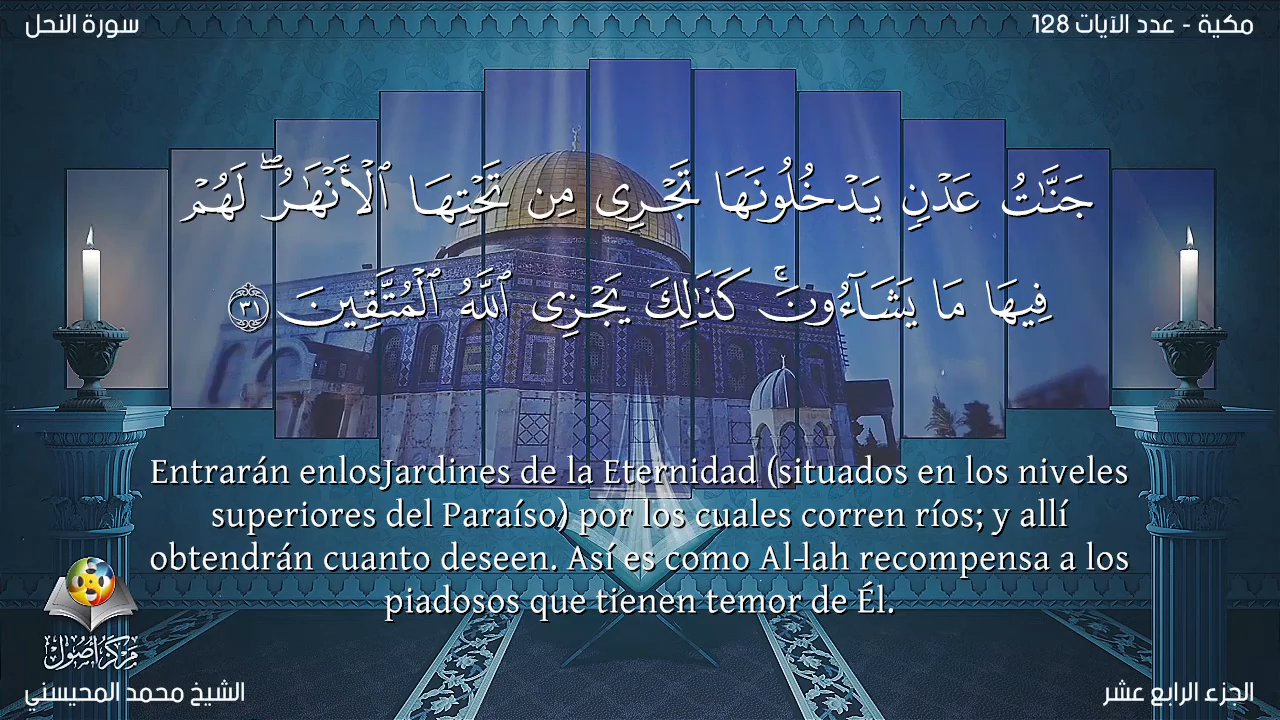 سورة النحل
مكية - عدد الآيات 128
جَنَّٰتُ عَدْنٍ يَدْخُلُونَهَا تَجْرِى مِن تَحْتِهَا ٱلْأَنْهَٰرُ ۖ لَهُمْ
فِيهَا مَا يَشَآءُونَ ۚ كَذَٰلِكَ يَجْزِى ٱللَّهُ ٱلْمُتَّقِينَ ٣١
Entrarán enlosJardines de la Eternidad (situados en los niveles
superiores del Paraíso) por los cuales corren ríos; y allí
obtendrán cuanto deseen. Así es como Al-lah recompensa a los
piadosos que tienen temor de Él.
مركز أصول
الشيخ محمد المحيسني
الجزء الرابع عشر